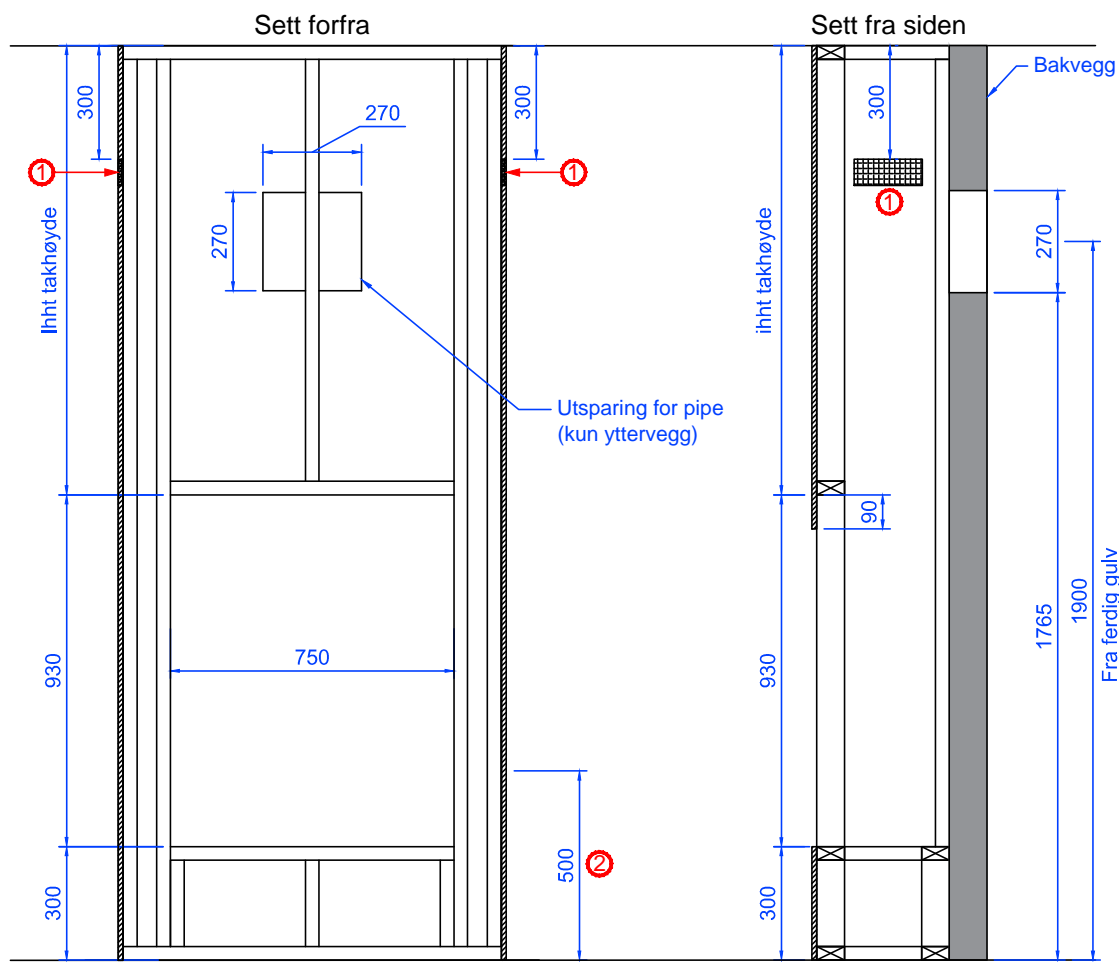 Sett forfra
Sett fra siden
300
300
300
Bakvegg
270
1
1
1
270
270
Ihht takhøyde
ihht takhøyde
Utsparing for pipe
(kun yttervegg)
90
1900
1765
Fra ferdig gulv
930
750
930
500
2
300
300